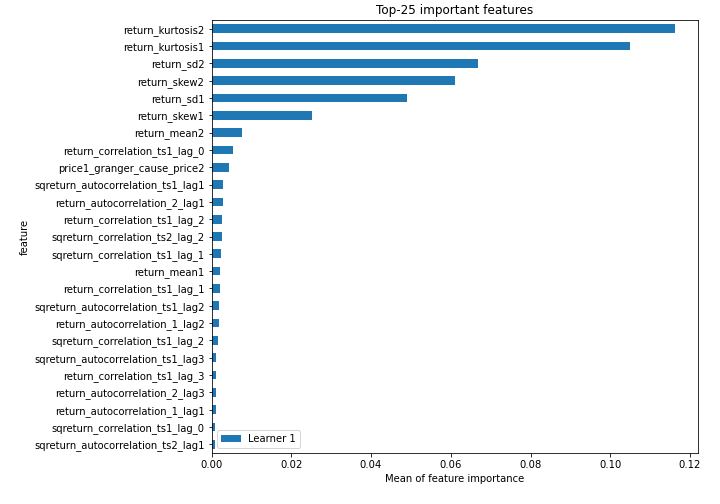 Top-25 important features
return_kurtosis2
return_kurtosis1
return_sd2
return_skew2
return_sd1
return_skew1
return_mean2
return_correlation_ts1_lag_0
price1_granger_cause_price2
sqreturn_autocorrelation_ts1_lag1
return_autocorrelation_2_lag1
return_correlation_ts1_lag_2
sqreturn_correlation_ts2_lag_2
sqreturn_correlation_ts1_lag_1
return_mean1
return_correlation_ts1_lag_1
sqreturn_autocorrelation_ts1_lag2
return_autocorrelation_1_lag2
sqreturn_correlation_ts1_lag_2
sqreturn_autocorrelation_ts1_lag3
return_correlation_ts1_lag_3
return_autocorrelation_2_lag3
return_autocorrelation_1_lag1
sqreturn_correlation_ts1_lag_0
sqreturn_autocorrelation_ts2_lag1
feature
Learner 1
0.00 0.02 0.04 0.06 0.08 0.10 0.12
Mean of feature importance